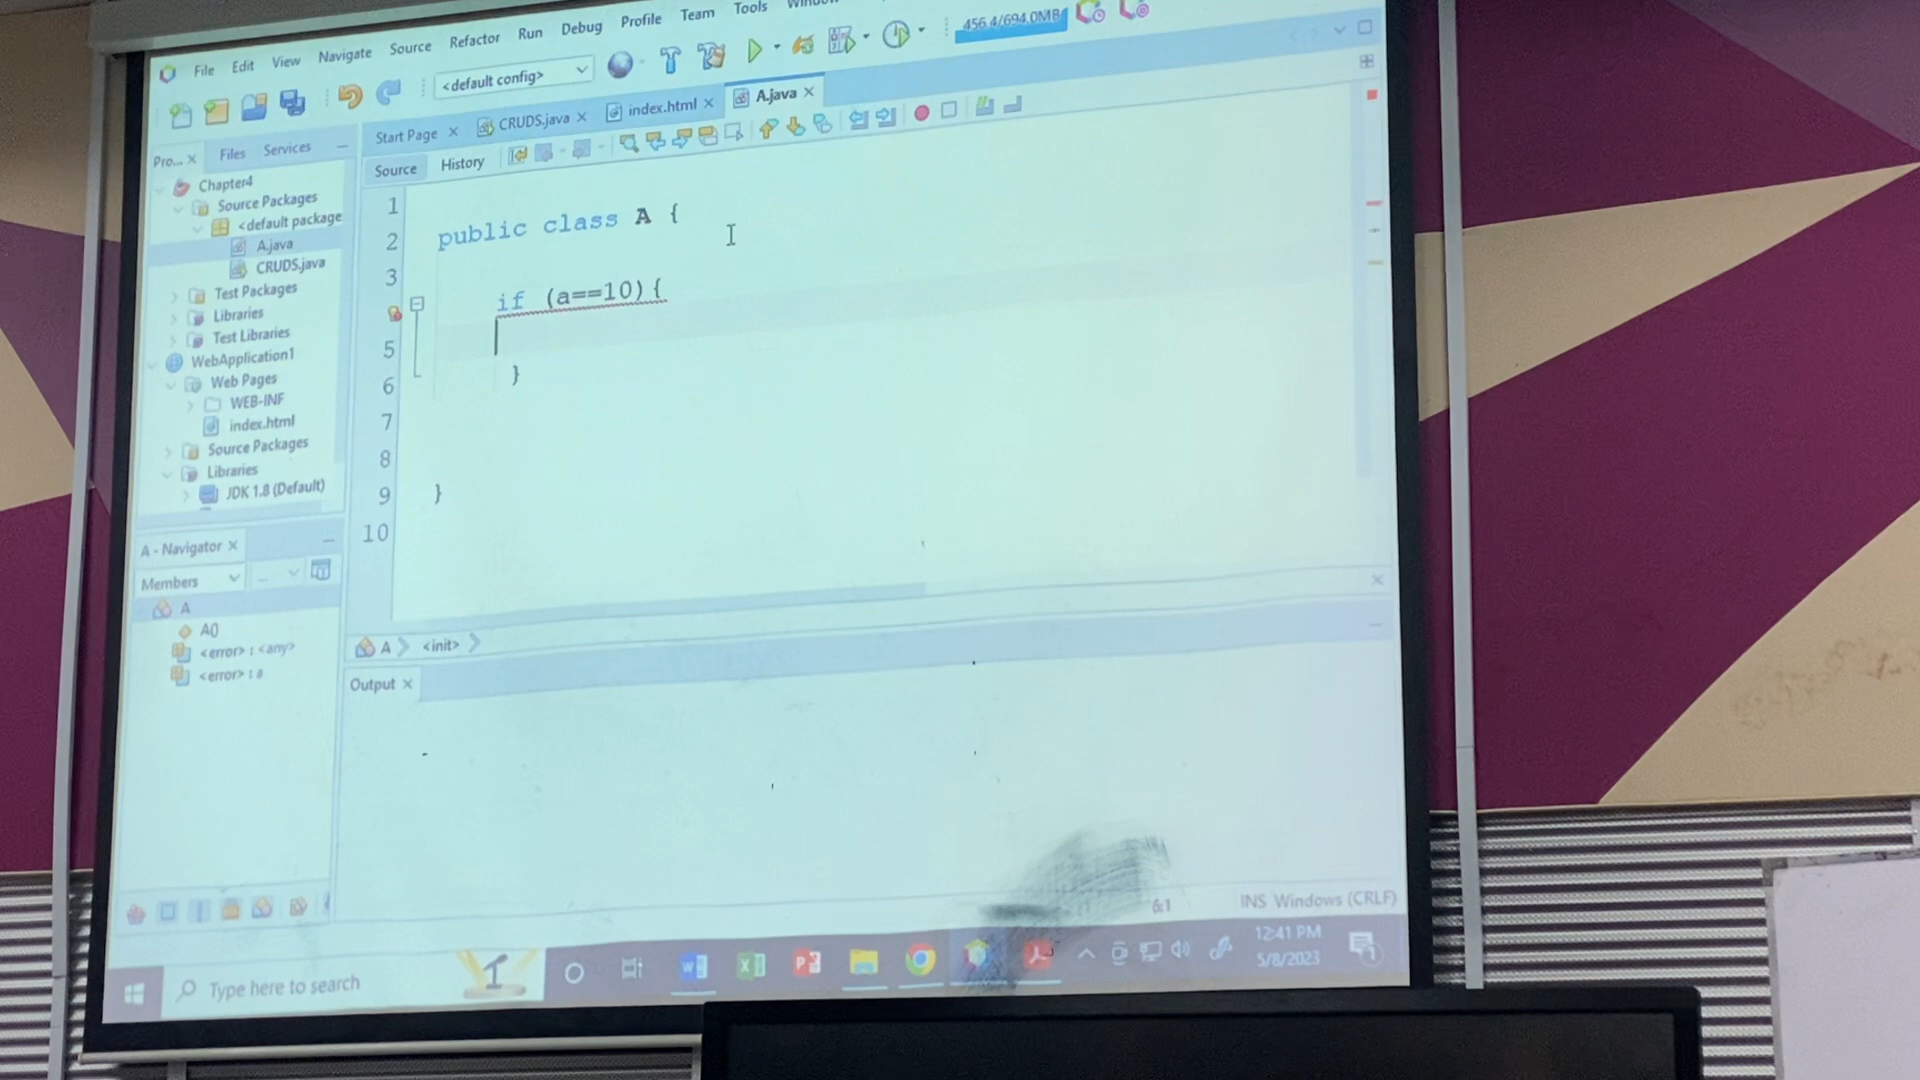 File Edit View Navigate Source Refactor Run Debug Profile Team Tools
<default config>
456.4/694.0MB
Pro... Files Services
Start Page CRUDS.java index.html A.java
Source History
Chapter4
Source Packages
<default package
A.java
CRUDS.java
Test Packages
Libraries
Test Libraries
WebApplication1
Web Pages
WEB-INF
index.html
Source Packages
Libraries
JDK 1.8 (Default)
1
2 public class A {
3
if (a==10){
5
6 }
7
8
9 }
10
A - Navigator
Members ...
A
A()
<error> : <any>
<error> : a
A <init>
Output
6:1 INS Windows (CRLF)
Type here to search
12:41 PM
5/8/2023